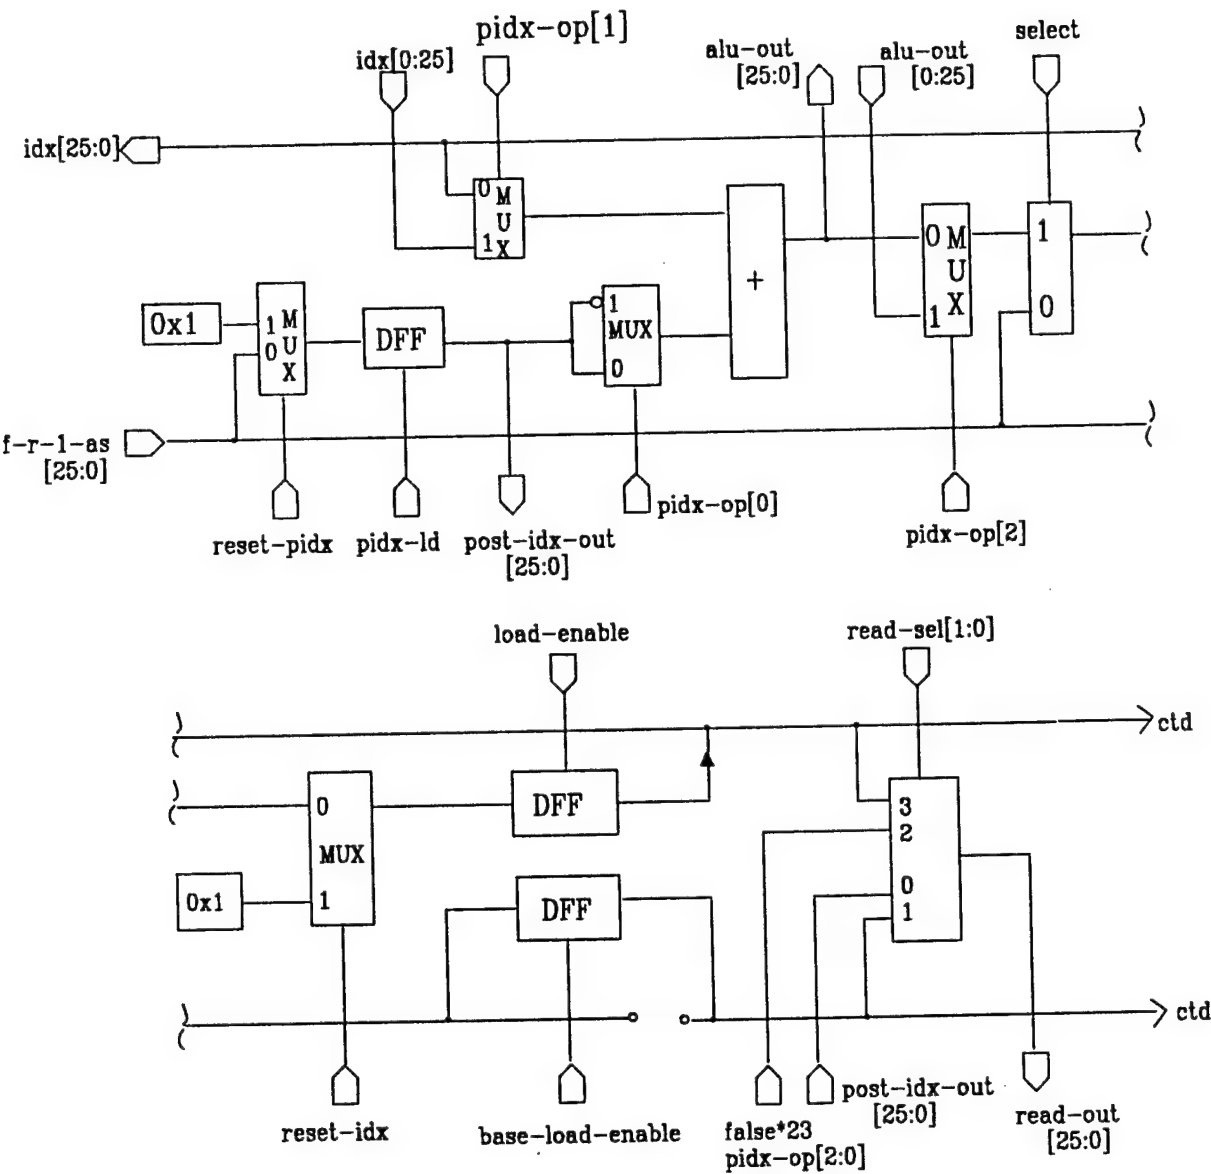 pidx-op[1]
idx[0:25]
alu-out
[25:0]
alu-out
[0:25]
select
idx[25:0]
0
M
U
1 X
0x1
1 M
0 U
X
DFF
1
MUX
0
+
0 M
U
1 X
1
0
f-r-1-as
[25:0]
reset-pidx
pidx-ld
post-idx-out
[25:0]
pidx-op[0]
pidx-op[2]
load-enable
read-sel[1:0]
ctd
0
MUX
1
0x1
DFF
DFF
3
2
0
1
ctd
reset-idx
base-load-enable
false*23
pidx-op[2:0]
post-idx-out
[25:0]
read-out
[25:0]